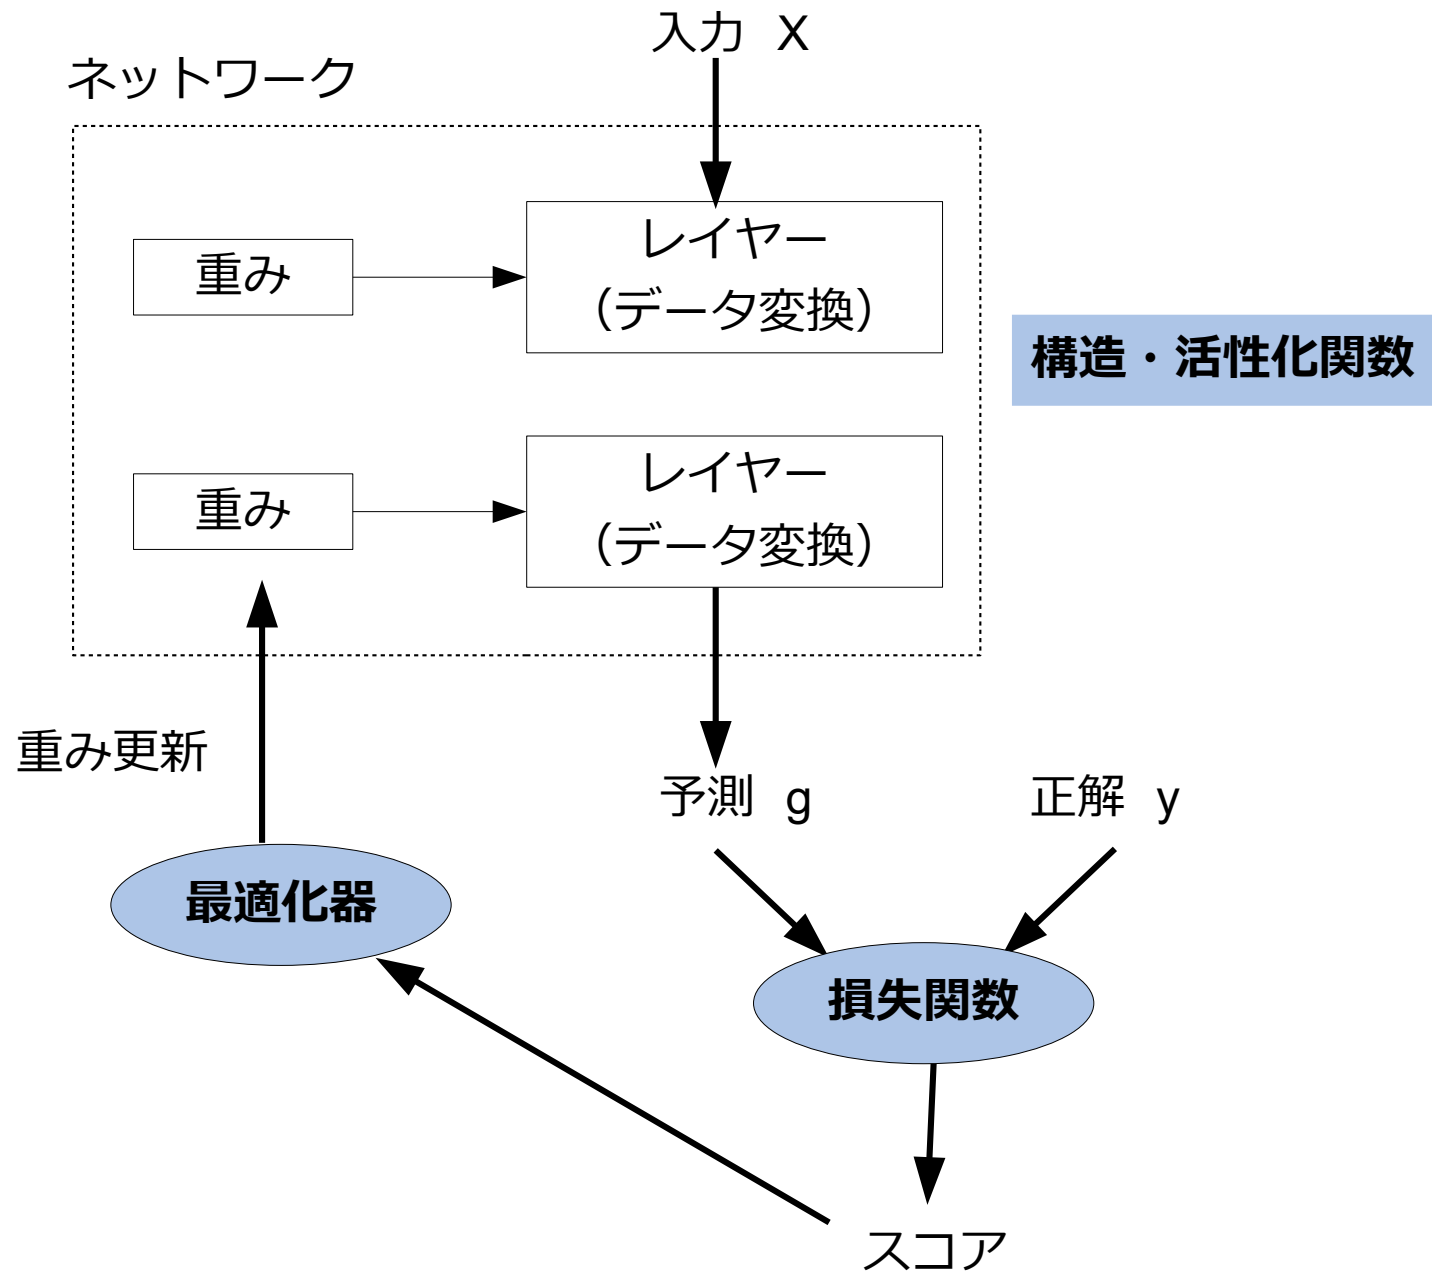 入力 X
ネットワーク
重み
レイヤー
（データ変換）
構造・活性化関数
重み
レイヤー
（データ変換）
重み更新
予測 g
正解 y
最適化器
損失関数
スコア